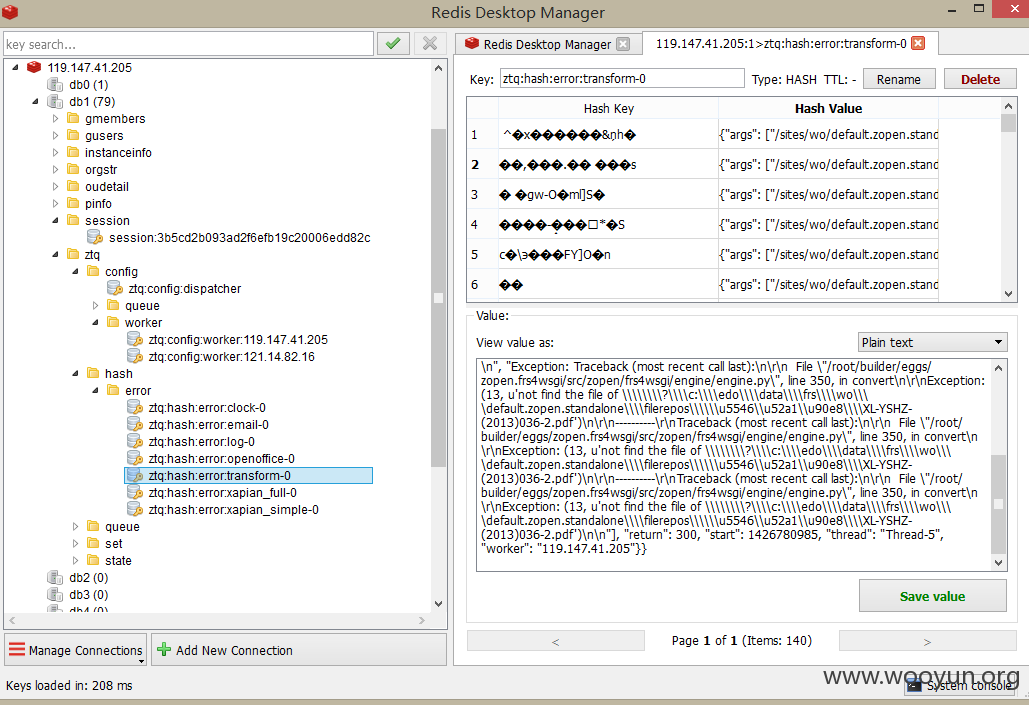 Redis Desktop Manager
key search...
Redis Desktop Manager
119.147.41.205:1>ztq:hash:error:transform-0
119.147.41.205
db0 (1)
db1 (79)
gmembers
gusers
instanceinfo
orgstr
oudetail
pinfo
session
session:3b5cd2b093ad2f6efb19c20006edd82c
ztq
config
ztq:config:dispatcher
queue
worker
ztq:config:worker:119.147.41.205
ztq:config:worker:121.14.82.16
hash
error
ztq:hash:error:clock-0
ztq:hash:error:email-0
ztq:hash:error:log-0
ztq:hash:error:openoffice-0
ztq:hash:error:transform-0
ztq:hash:error:xapian_full-0
ztq:hash:error:xapian_simple-0
queue
set
state
db2 (0)
db3 (0)
db4 (0)
Manage Connections
Add New Connection
Keys loaded in: 208 ms
Key: ztq:hash:error:transform-0 Type: HASH TTL: - Rename Delete
Hash Key Hash Value
1 ^�x������&ņh� {"args": ["/sites/wo/default.zopen.stand
2 ��,���.�� ���s {"args": ["/sites/wo/default.zopen.stand
3 � �gw-O�m[]S� {"args": ["/sites/wo/default.zopen.stand
4 ����-���□*�S {"args": ["/sites/wo/default.zopen.stand
5 c�\э���FY]O�n {"args": ["/sites/wo/default.zopen.stand
6 �� {"args": ["/sites/wo/default.zopen.stand
Value:
View value as: Plain text
\n", "Exception: Traceback (most recent call last):\n\r\n  File \"/root/builder/eggs/
zopen.frs4wsgi/src/zopen/frs4wsgi/engine/engine.py\", line 350, in convert\n\r\nException:
(13, u'not find the file of \\\\\\\\?\\\\c:\\\\edo\\\\data\\\\frs\\\\wo\\\
\default.zopen.standalone\\\\filerepos\\\\\\u5546\\u52a1\\u90e8\\\\XL-YSHZ-
(2013)036-2.pdf')\n\r\n----------\r\nTraceback (most recent call last):\n\r\n  File \"/root/
builder/eggs/zopen.frs4wsgi/src/zopen/frs4wsgi/engine/engine.py\", line 350, in convert\n
\r\nException: (13, u'not find the file of \\\\\\\\?\\\\c:\\\\edo\\\\data\\\\frs\\\\wo\\\
\default.zopen.standalone\\\\filerepos\\\\\\u5546\\u52a1\\u90e8\\\\XL-YSHZ-
(2013)036-2.pdf')\n\r\n----------\r\nTraceback (most recent call last):\n\r\n  File \"/root/
builder/eggs/zopen.frs4wsgi/src/zopen/frs4wsgi/engine/engine.py\", line 350, in convert\n
\r\nException: (13, u'not find the file of \\\\\\\\?\\\\c:\\\\edo\\\\data\\\\frs\\\\wo\\\
\default.zopen.standalone\\\\filerepos\\\\\\u5546\\u52a1\\u90e8\\\\XL-YSHZ-
(2013)036-2.pdf')\n\n"], "return": 300, "start": 1426780985, "thread": "Thread-5",
"worker": "119.147.41.205"}}
Save value
< Page 1 of 1 (Items: 140) >
www.wooyun.org
System console